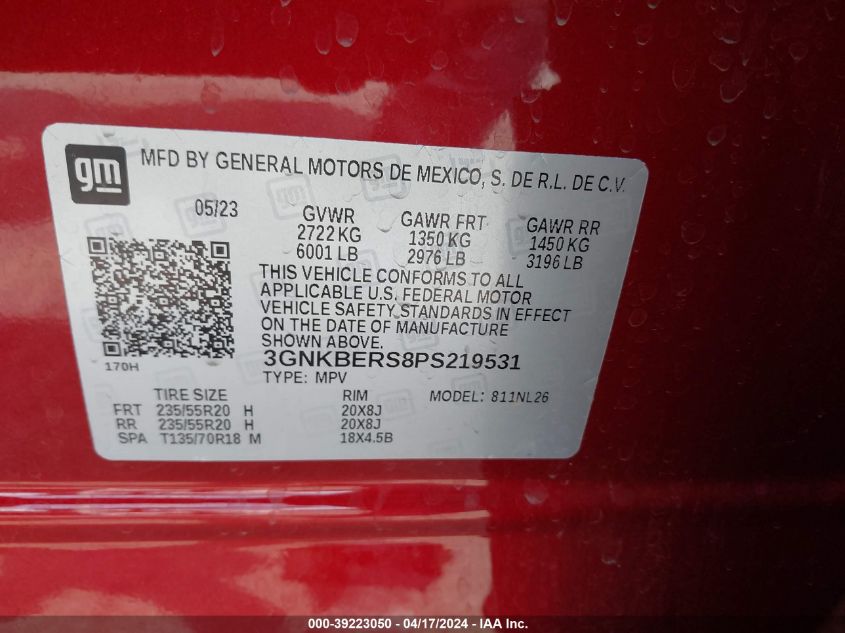 gm
MFD BY GENERAL MOTORS DE MEXICO, S. DE R.L. DE C.V.
05/23
GVWR GAWR FRT GAWR RR
2722 KG 1350 KG 1450 KG
6001 LB 2976 LB 3196 LB
THIS VEHICLE CONFORMS TO ALL
APPLICABLE U.S. FEDERAL MOTOR
VEHICLE SAFETY STANDARDS IN EFFECT
ON THE DATE OF MANUFACTURE
SHOWN ABOVE.
170H
3GNKBERS8PS219531
TYPE: MPV
TIRE SIZE RIM MODEL: 811NL26
FRT 235/55R20 H 20X8J
RR 235/55R20 H 20X8J
SPA T135/70R18 M 18X4.5B
000-39223050 - 04/17/2024 - IAA Inc.